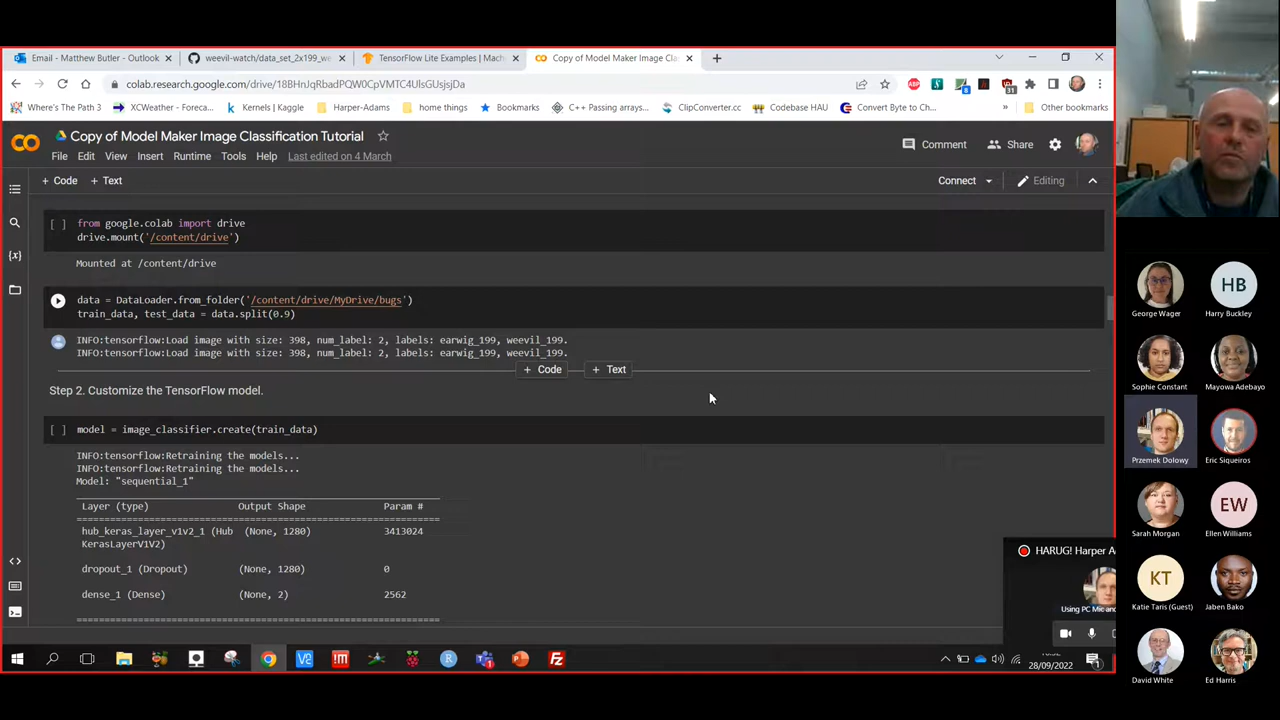 Email - Matthew Butler - Outlook
weevil-watch/data_set_2x199_we
TensorFlow Lite Examples | Mach
Copy of Model Maker Image Clas
colab.research.google.com/drive/18BHnJqRbadPQW0CpVMTC4UIsGUsjsjDa
Where's The Path 3
XCWeather - Foreca...
Kernels | Kaggle
Harper-Adams
home things
Bookmarks
C++ Passing arrays...
ClipConverter.cc
Codebase HAU
Convert Byte to Ch...
Other bookmarks
Copy of Model Maker Image Classification Tutorial
File Edit View Insert Runtime Tools Help Last edited on 4 March
Comment
Share
+ Code + Text
Connect
Editing
[ ] from google.colab import drive
drive.mount('/content/drive')
Mounted at /content/drive
data = DataLoader.from_folder('/content/drive/MyDrive/bugs')
train_data, test_data = data.split(0.9)
INFO:tensorflow:Load image with size: 398, num_label: 2, labels: earwig_199, weevil_199.
INFO:tensorflow:Load image with size: 398, num_label: 2, labels: earwig_199, weevil_199.
+ Code + Text
Step 2. Customize the TensorFlow model.
[ ] model = image_classifier.create(train_data)
INFO:tensorflow:Retraining the models...
INFO:tensorflow:Retraining the models...
Model: "sequential_1"
Layer (type) Output Shape Param #
hub_keras_layer_v1v2_1 (Hub (None, 1280) 3413024
KerasLayerV1V2)
dropout_1 (Dropout) (None, 1280) 0
dense_1 (Dense) (None, 2) 2562
HARUG! Harper A
Using PC Mic and
28/09/2022
George Wager
HB
Harry Buckley
Sophie Constant
Mayowa Adebayo
Przemek Dolowy
Eric Siqueiros
Sarah Morgan
EW
Ellen Williams
KT
Katie Taris (Guest)
Jaben Bako
David White
Ed Harris